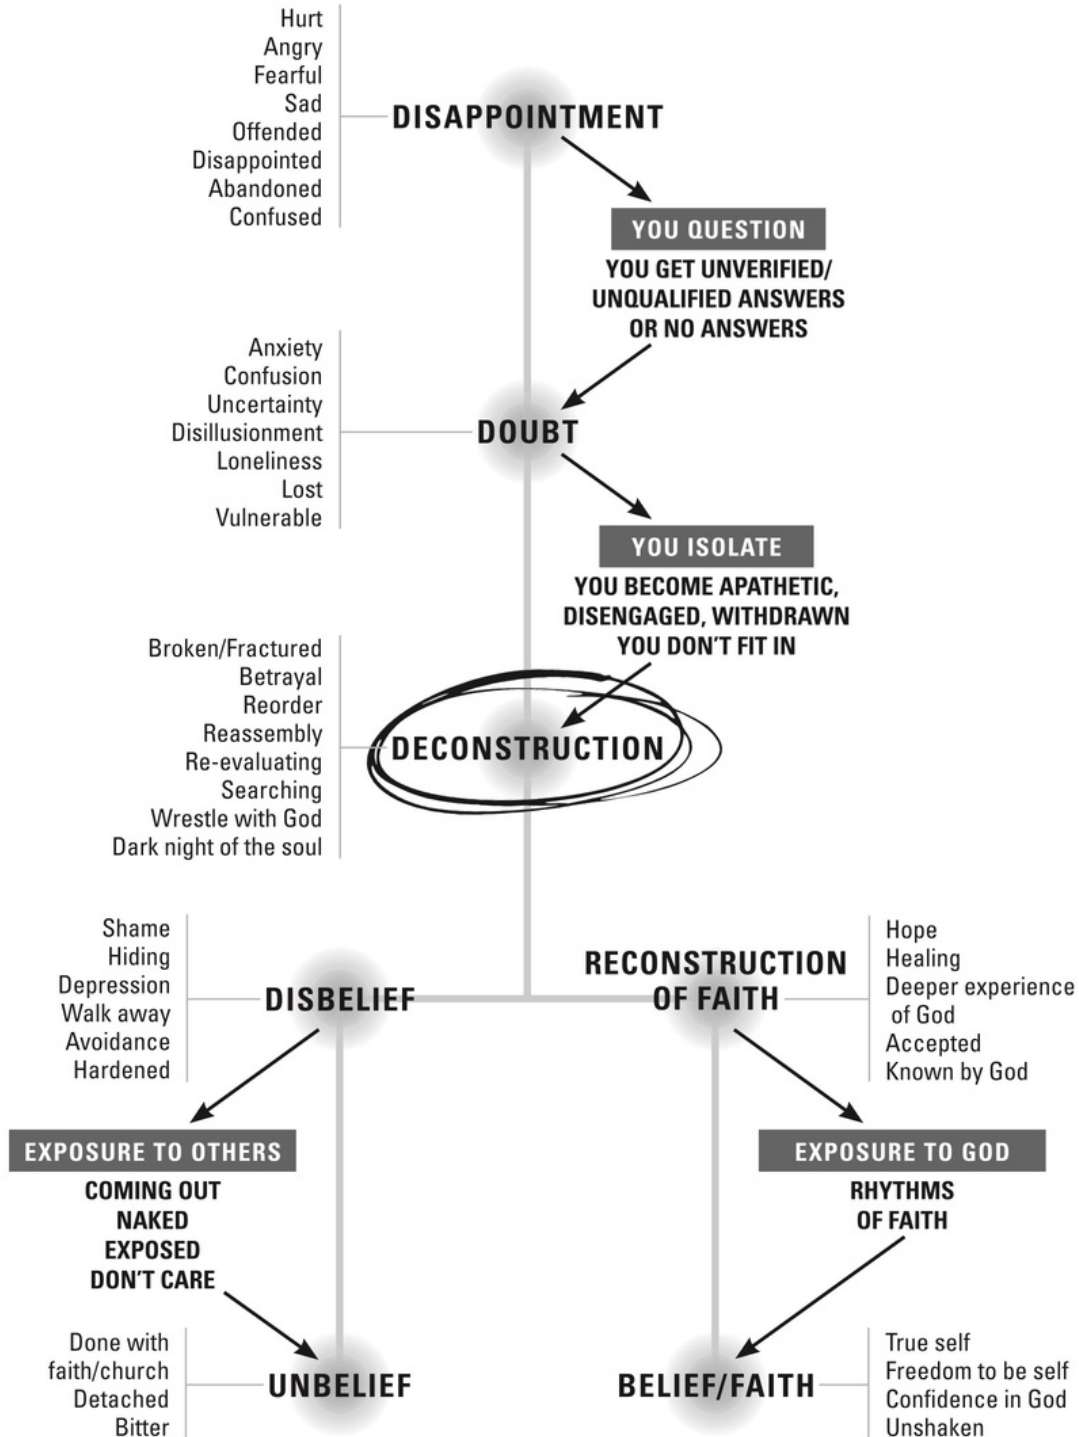 Hurt
Angry
Fearful
Sad
Offended
Disappointed
Abandoned
Confused
DISAPPOINTMENT
YOU QUESTION
YOU GET UNVERIFIED/
UNQUALIFIED ANSWERS
OR NO ANSWERS
Anxiety
Confusion
Uncertainty
Disillusionment
Loneliness
Lost
Vulnerable
DOUBT
YOU ISOLATE
YOU BECOME APATHETIC,
DISENGAGED, WITHDRAWN
YOU DON'T FIT IN
Broken/Fractured
Betrayal
Reorder
Reassembly
Re-evaluating
Searching
Wrestle with God
Dark night of the soul
DECONSTRUCTION
Shame
Hiding
Depression
Walk away
Avoidance
Hardened
DISBELIEF
RECONSTRUCTION
OF FAITH
Hope
Healing
Deeper experience
of God
Accepted
Known by God
EXPOSURE TO OTHERS
COMING OUT
NAKED
EXPOSED
DON'T CARE
EXPOSURE TO GOD
RHYTHMS
OF FAITH
Done with
faith/church
Detached
Bitter
UNBELIEF
BELIEF/FAITH
True self
Freedom to be self
Confidence in God
Unshaken